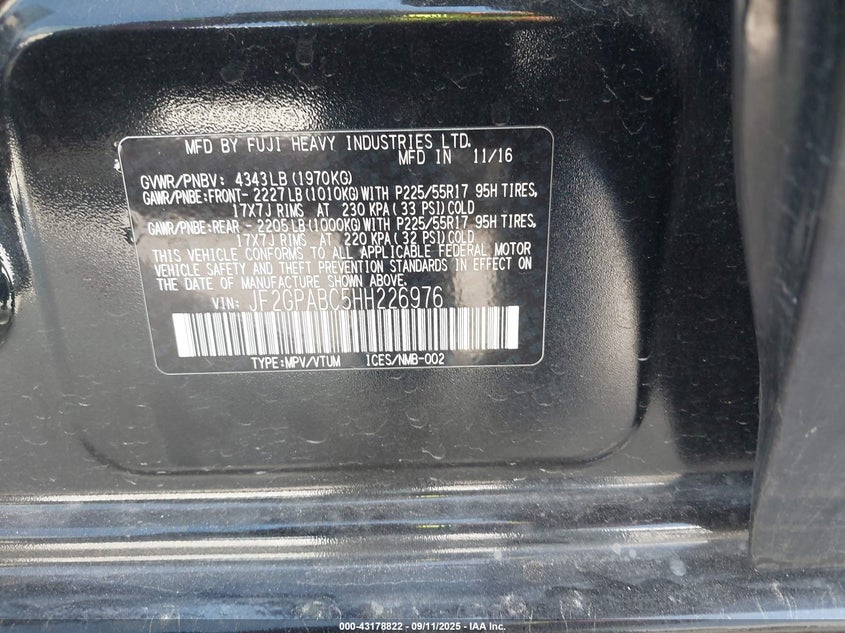 MFD BY FUJI HEAVY INDUSTRIES LTD.
MFD IN 11/16
GVWR/PNBV: 4343LB(1970KG)
GAWR/PNBE:FRONT- 2227LB(1010KG)WITH P225/55R17 95H TIRES,
17X7J RIMS AT 230 KPA(33 PSI)COLD
GAWR/PNBE:REAR - 2205LB(1000KG)WITH P225/55R17 95H TIRES,
17X7J RIMS AT 220 KPA(32 PSI)COLD
THIS VEHICLE CONFORMS TO ALL APPLICABLE FEDERAL MOTOR
VEHICLE SAFETY AND THEFT PREVENTION STANDARDS IN EFFECT ON
THE DATE OF MANUFACTURE SHOWN ABOVE.
VIN: JF2GPABC5HH226976
TYPE:MPV/VTUM ICES/NMB-002
000-43178822 - 09/11/2025 - IAA Inc.